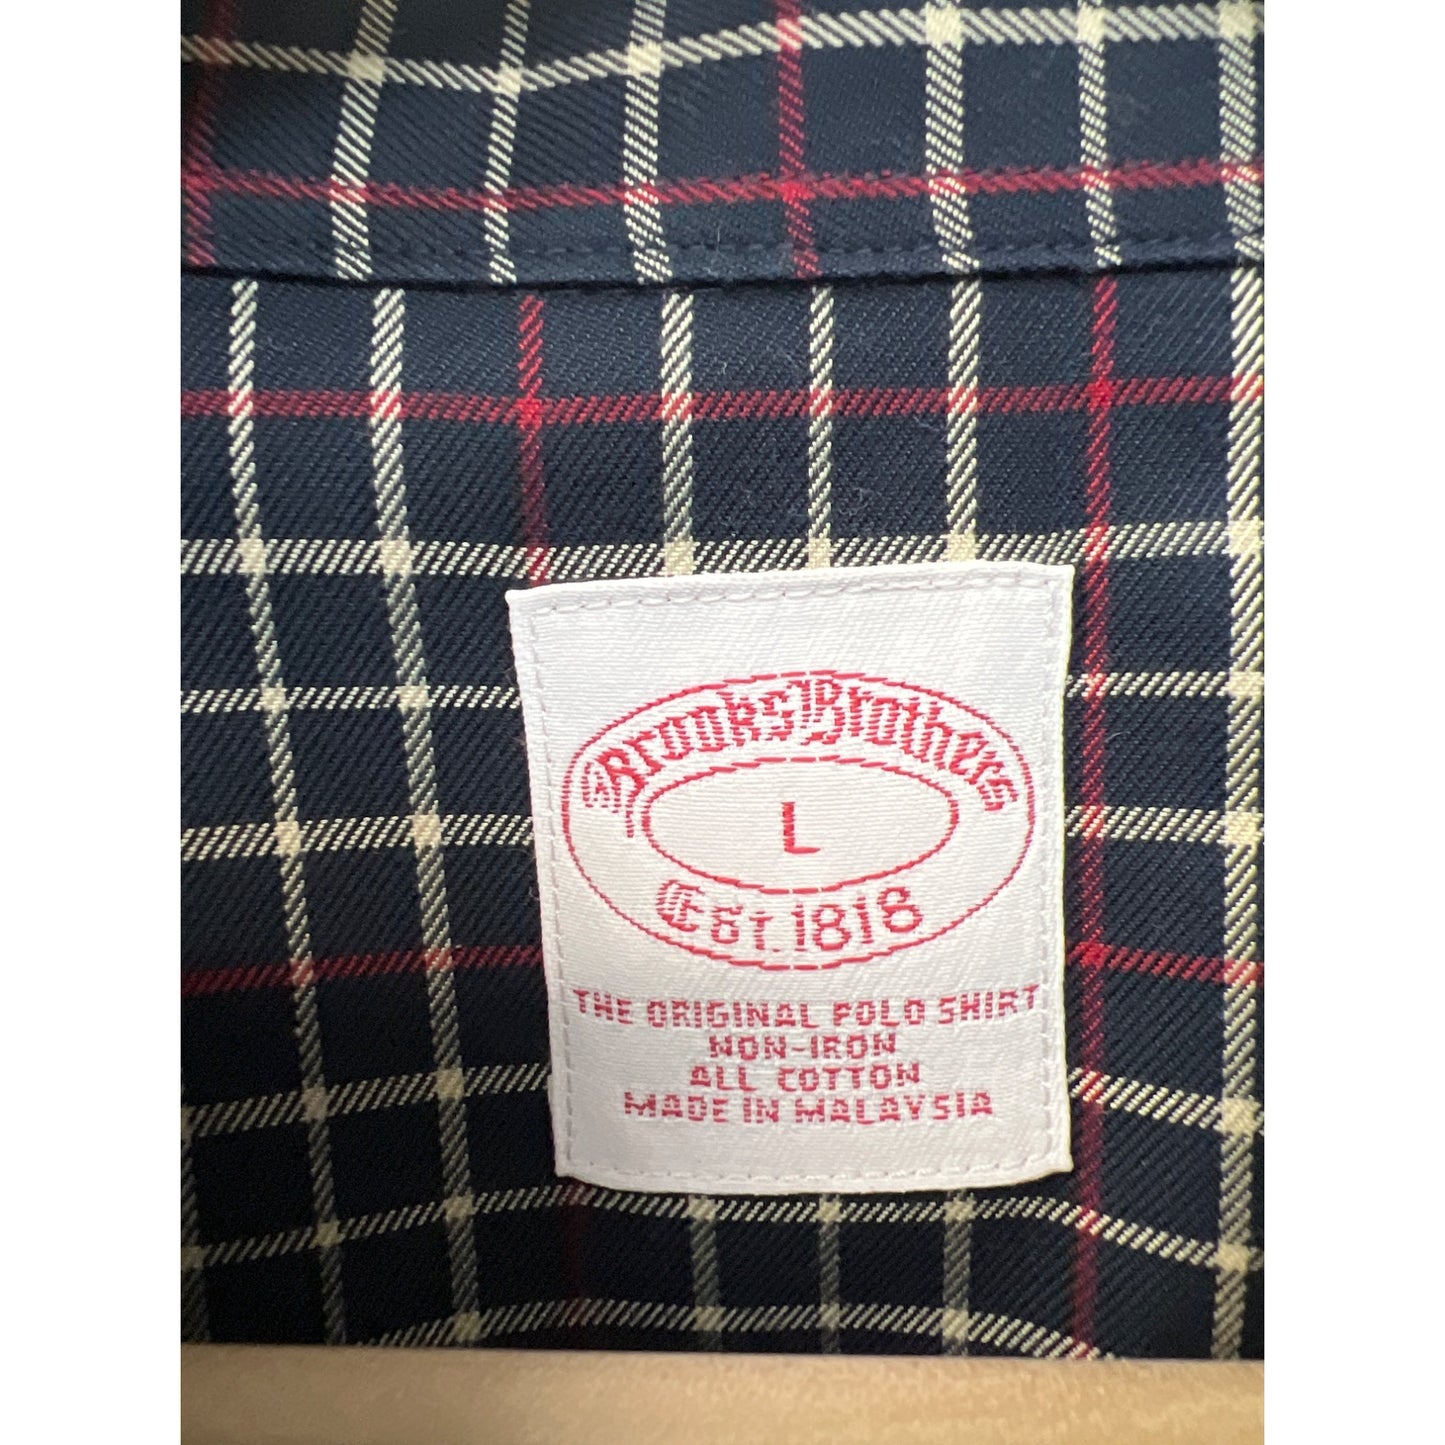 Brooks Brothers
L
Est. 1818
THE ORIGINAL POLO SHIRT
NON-IRON
ALL COTTON
MADE IN MALAYSIA